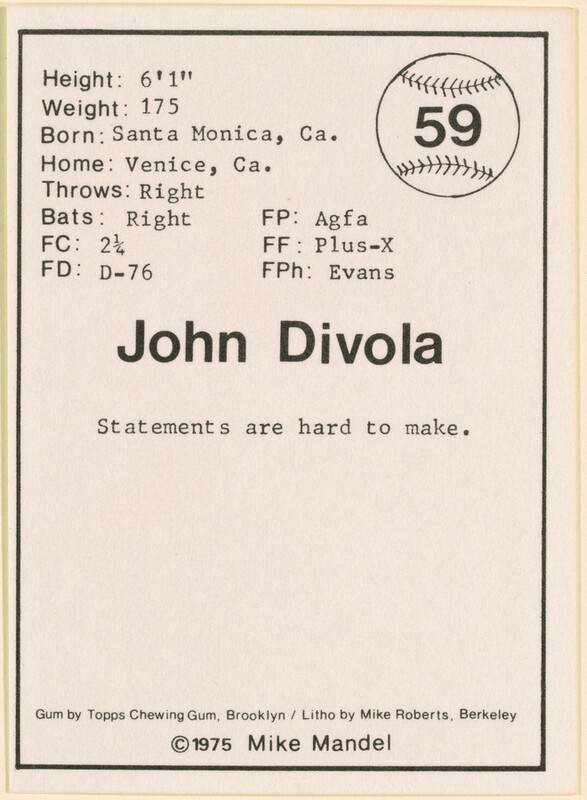 Height: 6'1"
Weight: 175
59
Born: Santa Monica, Ca.
Home: Venice, Ca.
Throws: Right
Bats: Right FP: Agfa
FC: 2¼ FF: Plus-X
FD: D-76 FPh: Evans
John Divola
Statements are hard to make.
Gum by Topps Chewing Gum, Brooklyn / Litho by Mike Roberts, Berkeley
©1975 Mike Mandel